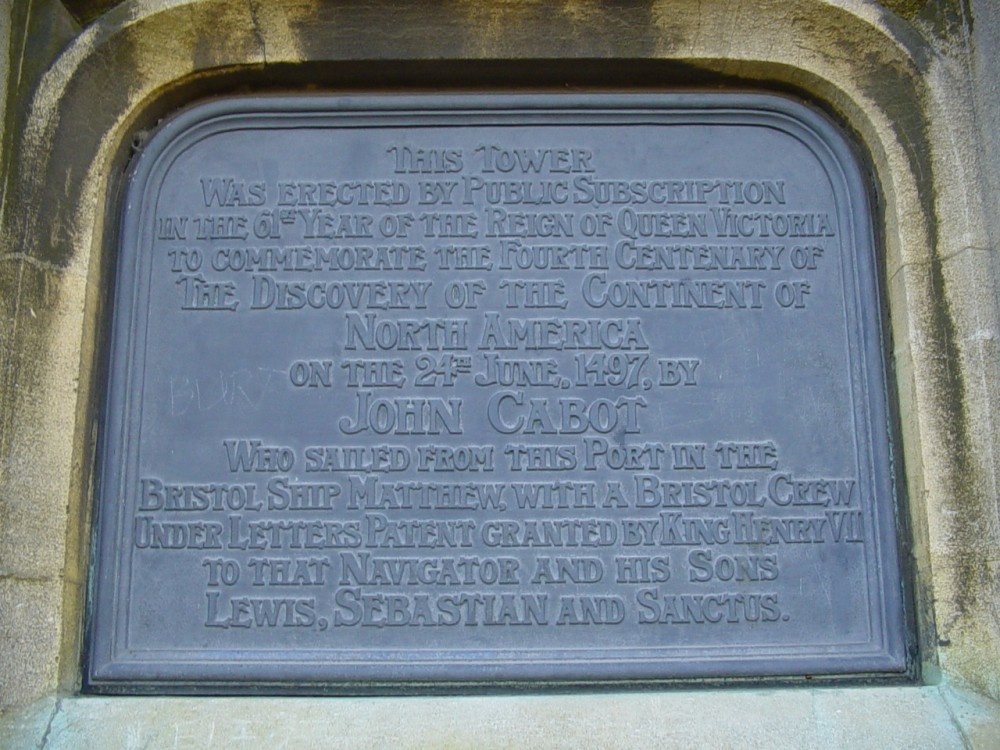 This Tower
Was erected by Public Subscription
in the 61st Year of the Reign of Queen Victoria
to commemorate the Fourth Centenary of
The Discovery of the Continent of
North America
on the 24th June, 1497, by
John Cabot
Who sailed from this Port in the
Bristol Ship Matthew, with a Bristol Crew
Under Letters Patent granted by King Henry VII
to that Navigator and his Sons
Lewis, Sebastian and Sanctus.